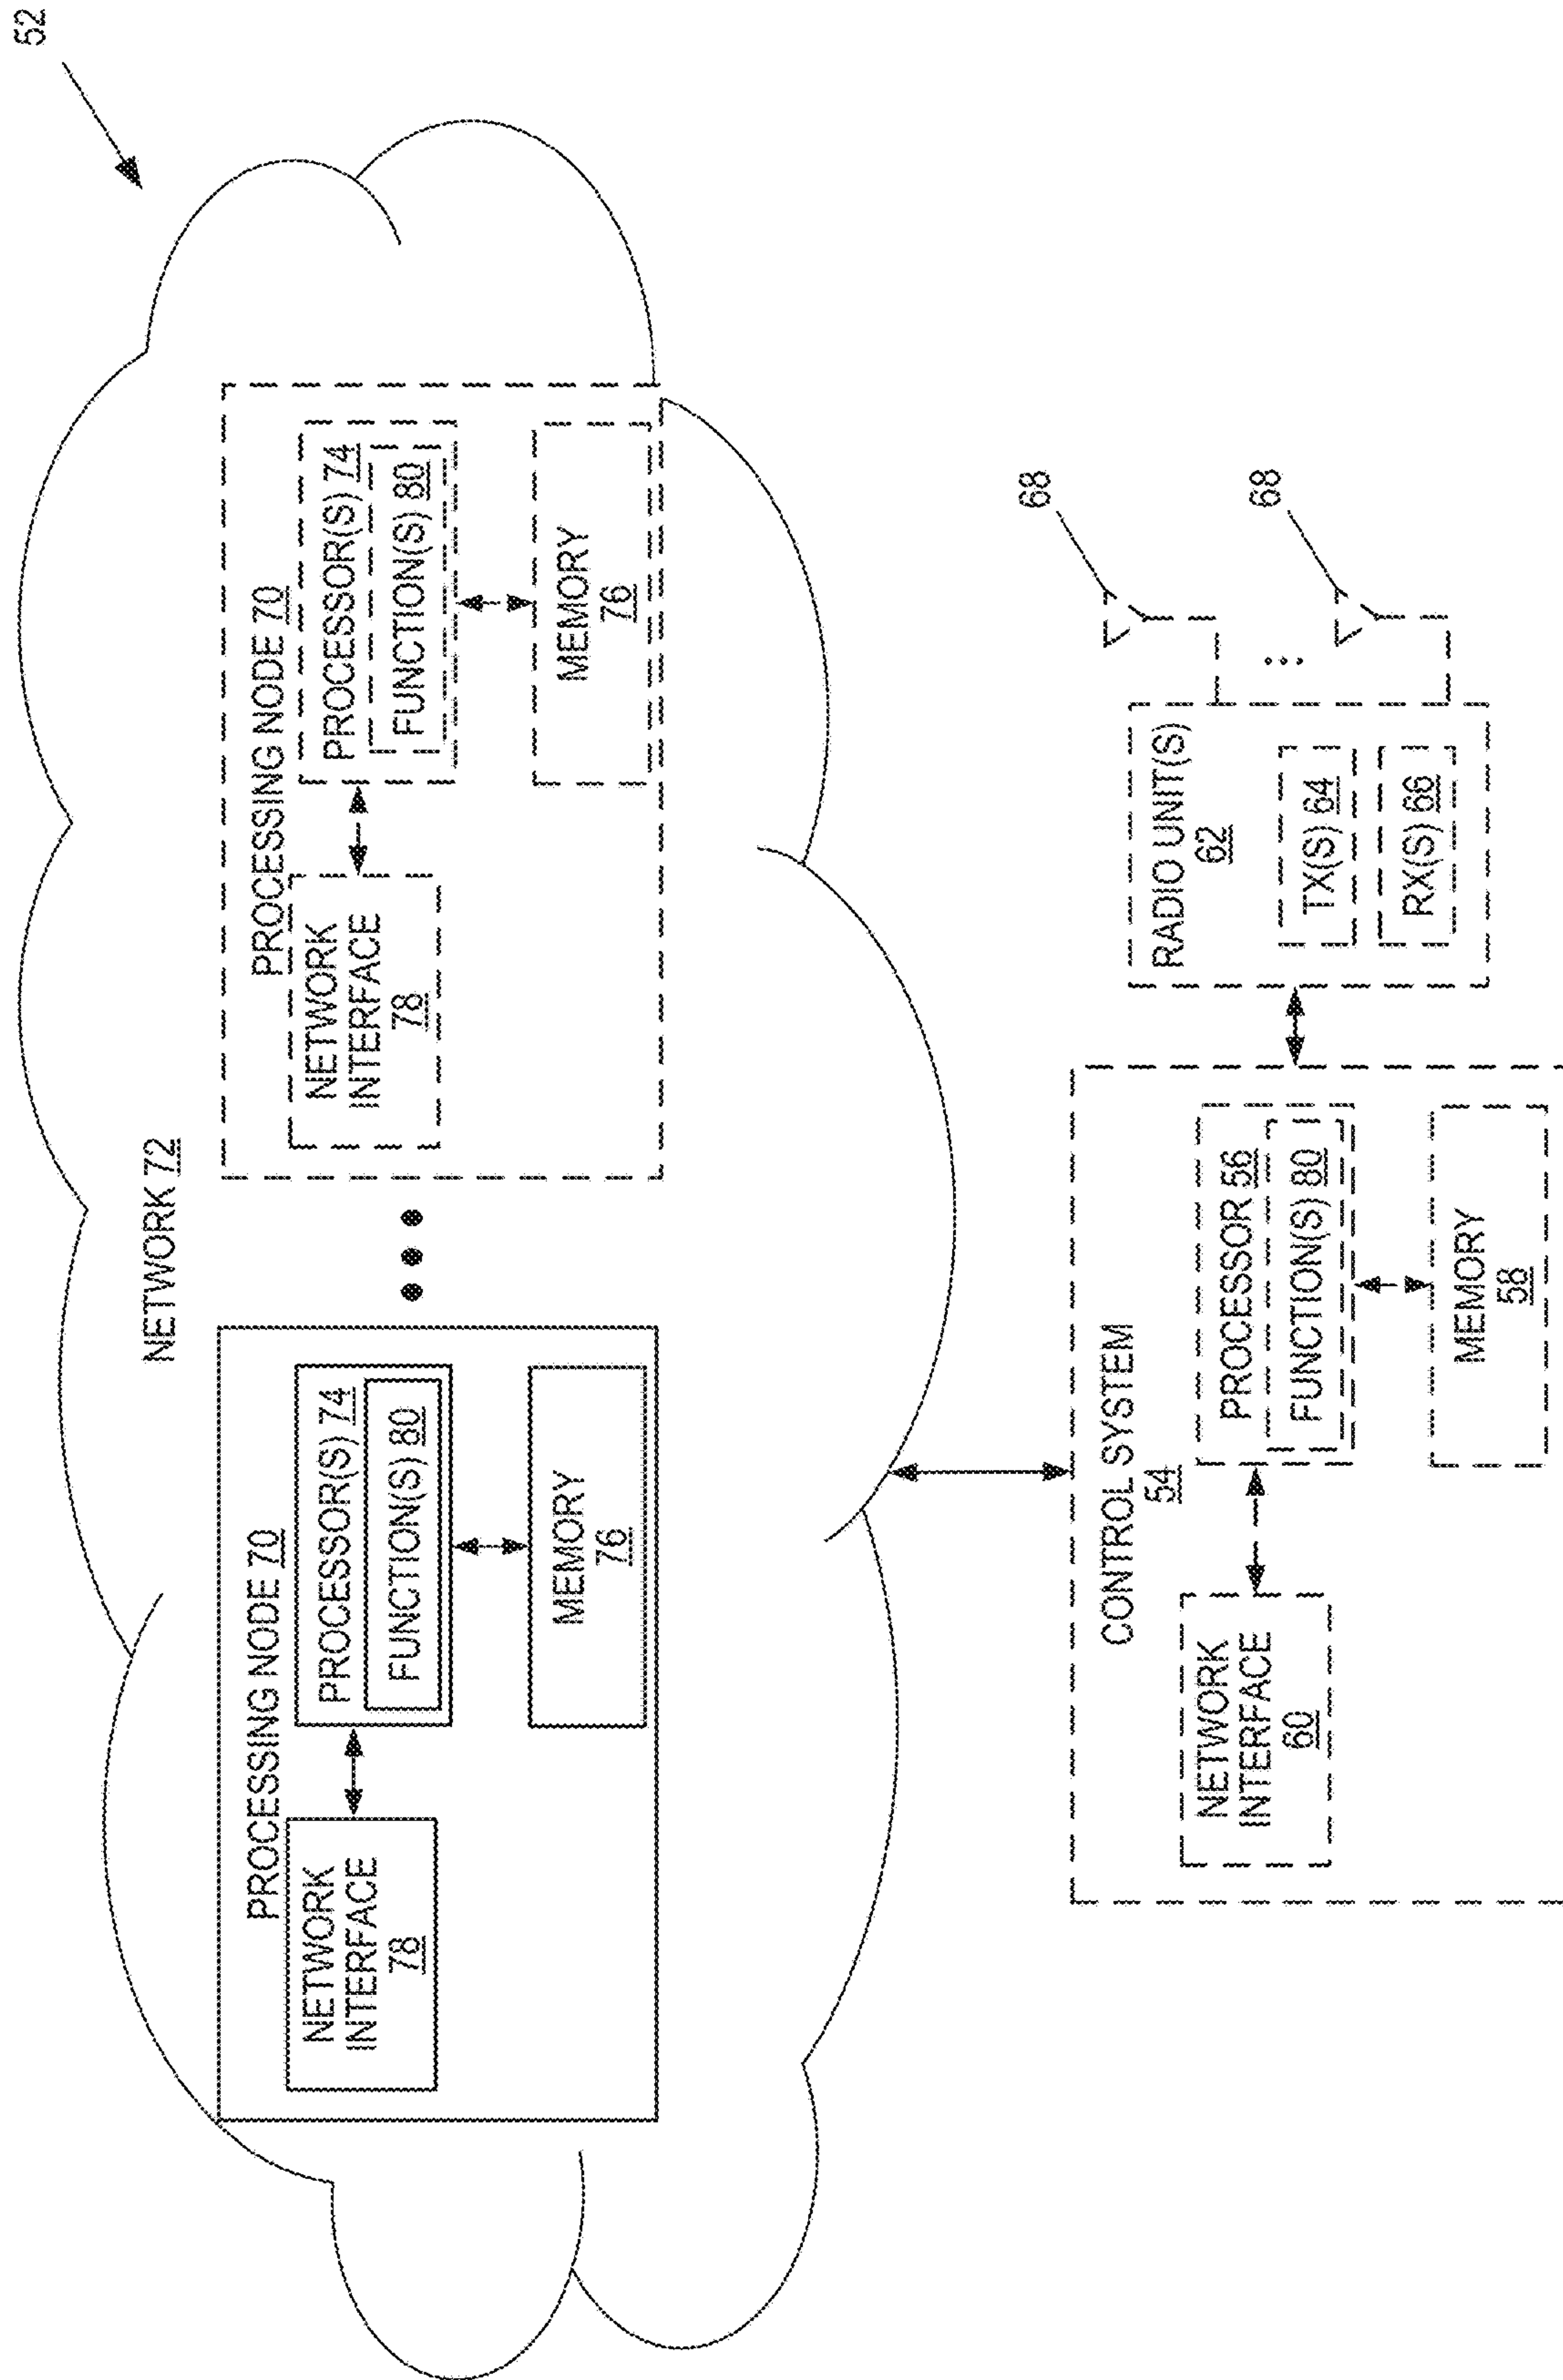 52
NETWORK 72
PROCESSING NODE 70
NETWORK
INTERFACE
78
PROCESSOR(S) 74
FUNCTION(S) 80
MEMORY
76
PROCESSING NODE 70
NETWORK
INTERFACE
78
PROCESSOR(S) 74
FUNCTION(S) 80
MEMORY
76
CONTROL SYSTEM
54
NETWORK
INTERFACE
60
PROCESSOR 56
FUNCTION(S) 80
MEMORY
58
RADIO UNIT(S)
62
TX(S) 64
RX(S) 66
68
68